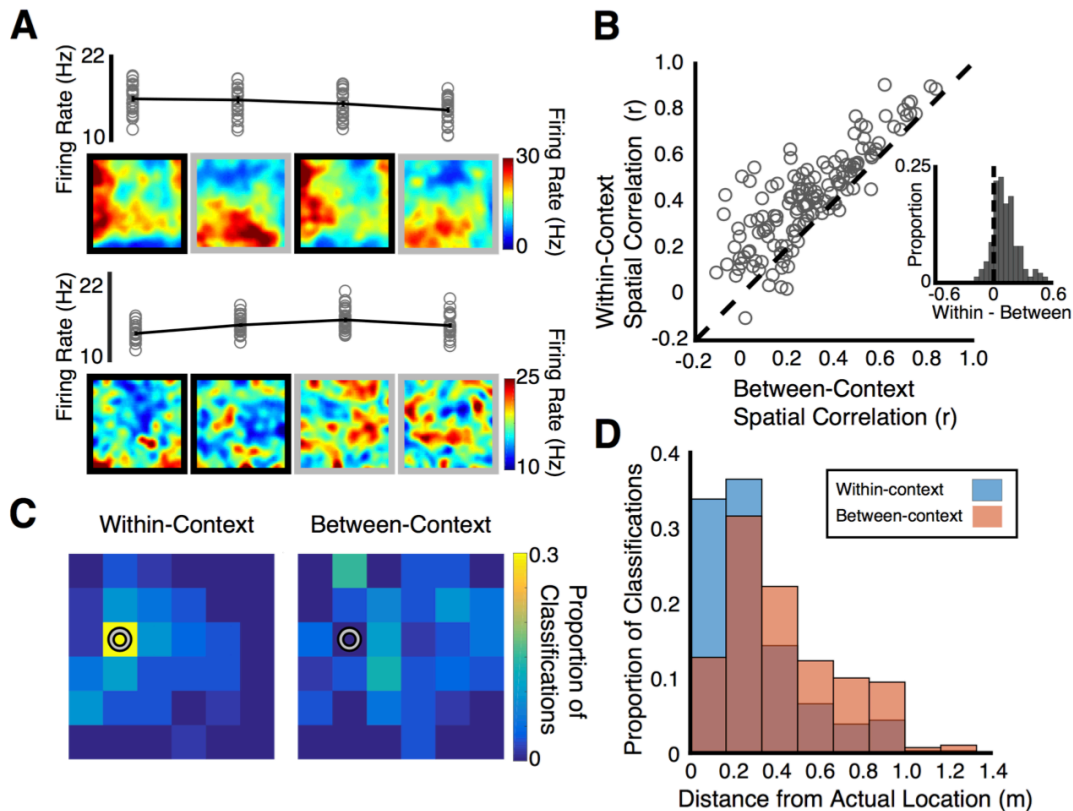 A
Firing Rate (Hz)
22
10
Firing Rate (Hz)
30
0
Firing Rate (Hz)
22
10
Firing Rate (Hz)
25
10
B
Within-Context
Spatial Correlation (r)
1.0
0.8
0.6
0.4
0.2
0
-0.2
-0.2
0
0.2
0.4
0.6
0.8
1.0
Between-Context
Spatial Correlation (r)
Proportion
0.25
0
-0.6
0
0.6
Within - Between
C
Within-Context
Between-Context
0.3
0
Proportion of
Classifications
D
Proportion of Classifications
0.4
0.3
0.2
0.1
0
Within-context
Between-context
0
0.2
0.4
0.6
0.8
1.0
1.2
1.4
Distance from Actual Location (m)